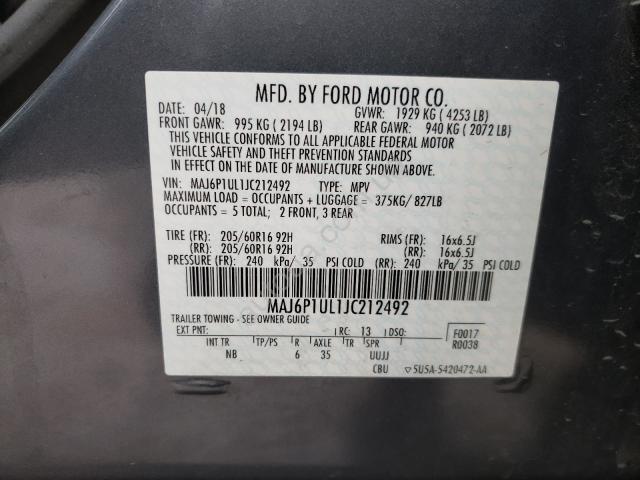 MFD. BY FORD MOTOR CO.
DATE: 04/18 GVWR: 1929 KG ( 4253 LB)
FRONT GAWR: 995 KG ( 2194 LB) REAR GAWR: 940 KG ( 2072 LB)
THIS VEHICLE CONFORMS TO ALL APPLICABLE FEDERAL MOTOR
VEHICLE SAFETY AND THEFT PREVENTION STANDARDS
IN EFFECT ON THE DATE OF MANUFACTURE SHOWN ABOVE.
VIN: MAJ6P1UL1JC212492 TYPE: MPV
MAXIMUM LOAD = OCCUPANTS + LUGGAGE = 375KG/ 827LB
OCCUPANTS = 5 TOTAL; 2 FRONT, 3 REAR
TIRE (FR): 205/60R16 92H RIMS (FR): 16x6.5J
(RR): 205/60R16 92H (RR): 16x6.5J
PRESSURE (FR): 240 kPa/ 35 PSI COLD (RR): 240 kPa/ 35 PSI COLD
MAJ6P1UL1JC212492
TRAILER TOWING - SEE OWNER GUIDE
EXT PNT: RC: 13 DSO: F0017
INT TR TP/PS R AXLE TR SPR R0038
NB 6 35 UUJJ
CBU 5U5A-5420472-AA